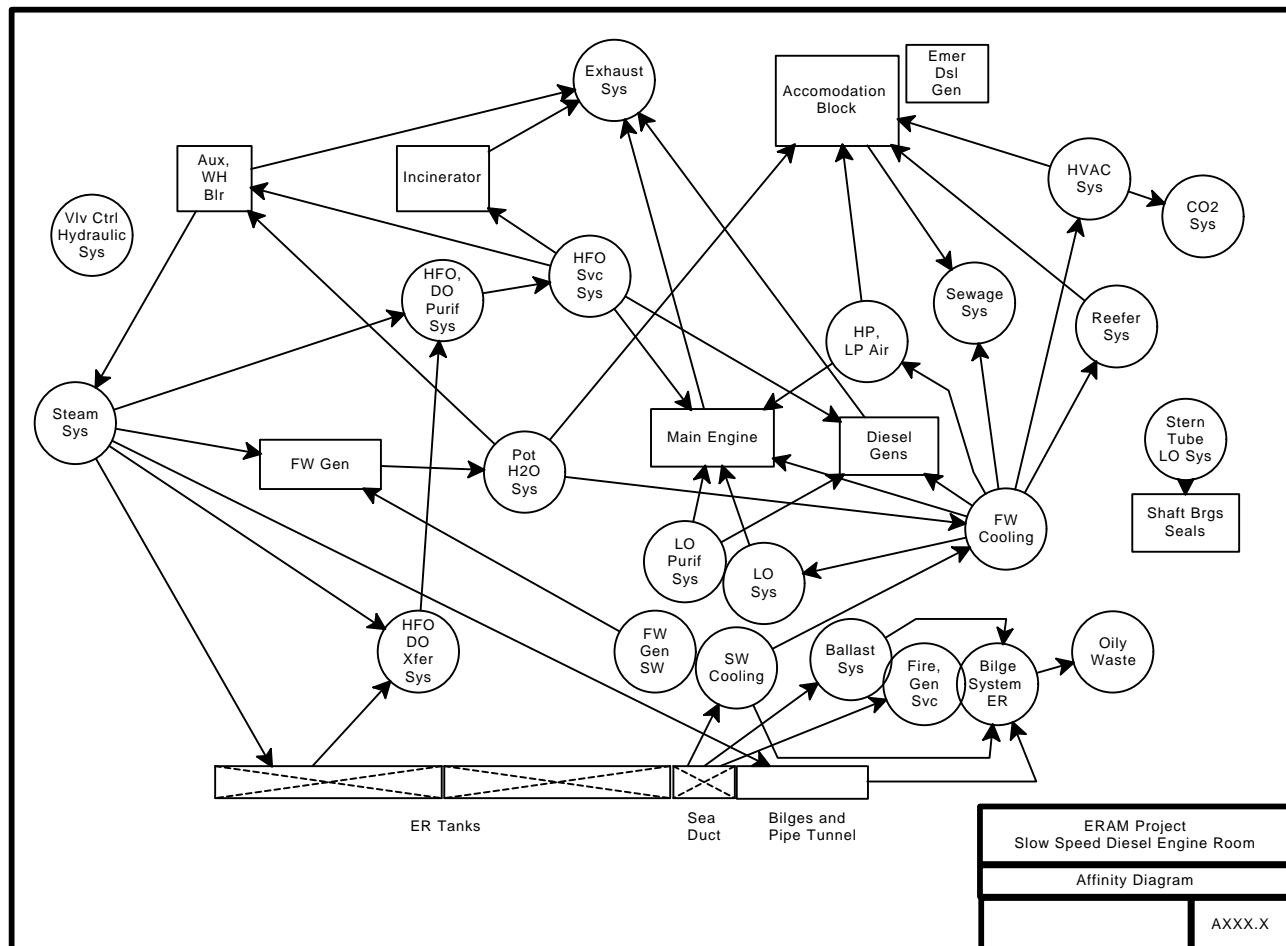 Exhaust
Sys
Emer
Dsl
Gen
Accomodation
Block
Aux,
WH
Blr
Incinerator
HVAC
Sys
CO2
Sys
Vlv Ctrl
Hydraulic
Sys
HFO,
DO
Purif
Sys
HFO
Svc
Sys
Sewage
Sys
Reefer
Sys
HP,
LP Air
Steam
Sys
FW Gen
Pot
H2O
Sys
Main Engine
Diesel
Gens
Stern
Tube
LO Sys
FW
Cooling
Shaft Brgs
Seals
LO
Purif
Sys
LO
Sys
HFO
DO
Xfer
Sys
FW
Gen
SW
SW
Cooling
Ballast
Sys
Fire,
Gen
Svc
Bilge
System
ER
Oily
Waste
ER Tanks
Sea
Duct
Bilges and
Pipe Tunnel
ERAM Project
Slow Speed Diesel Engine Room
Affinity Diagram
AXXX.X